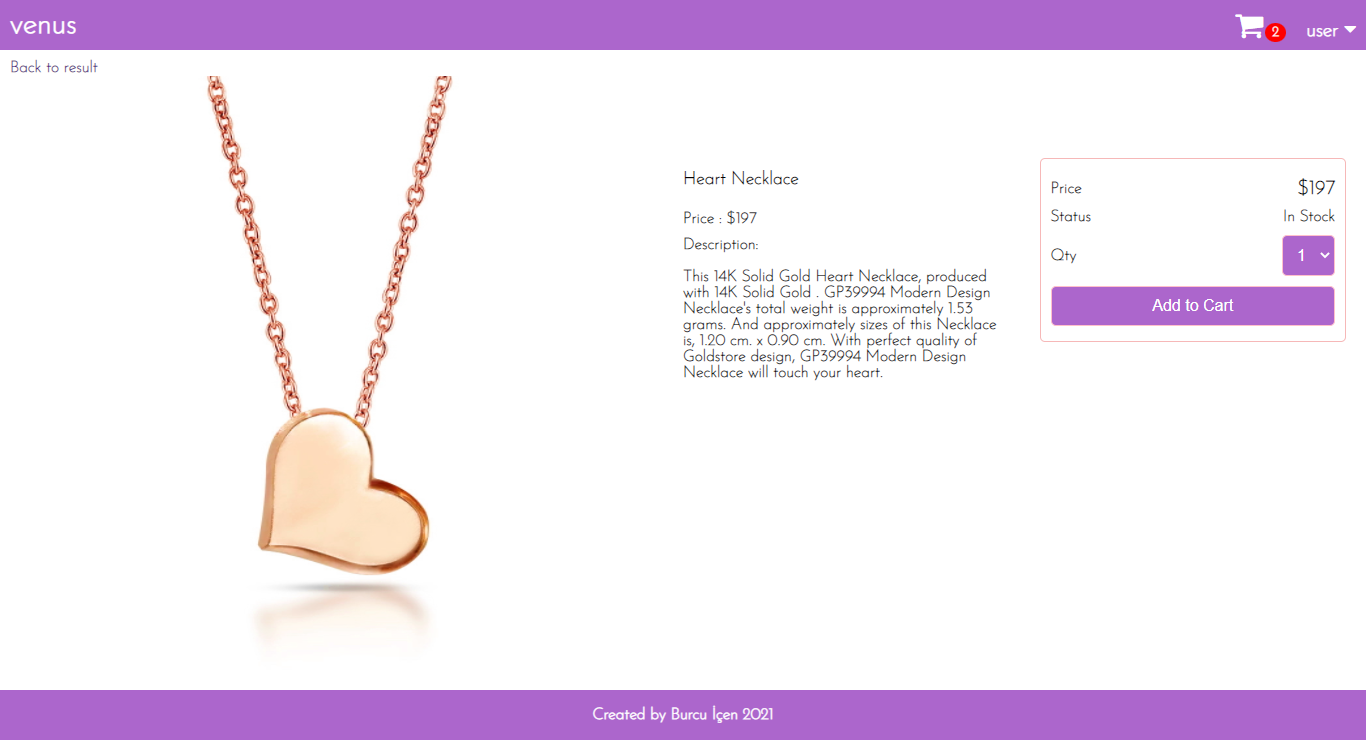 venus
2
user
Back to result
Heart Necklace
Price : $197
Description:
This 14K Solid Gold Heart Necklace, produced
with 14K Solid Gold . GP39994 Modern Design
Necklace's total weight is approximately 1.53
grams. And approximately sizes of this Necklace
is, 1.20 cm. x 0.90 cm. With perfect quality of
Goldstore design, GP39994 Modern Design
Necklace will touch your heart.
Price $197
Status In Stock
Qty 1
Add to Cart
Created by Burcu İçen 2021